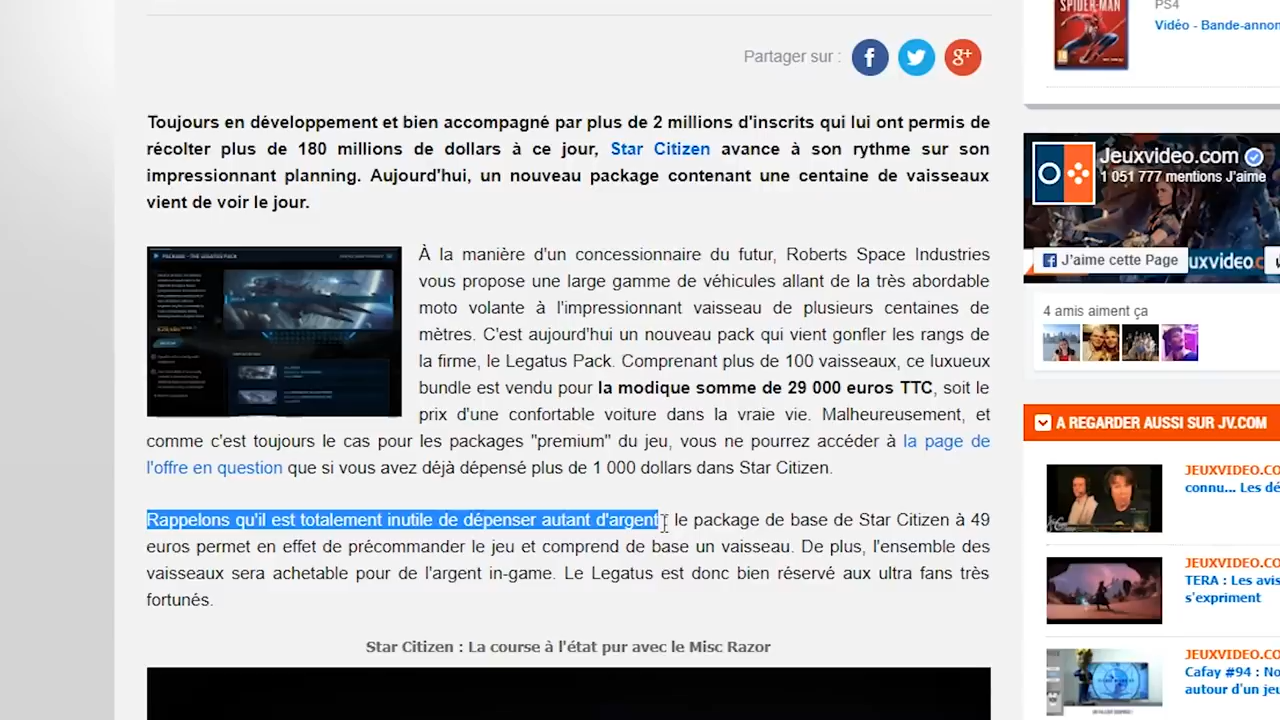 PS4
Vidéo - Bande-annon
SPIDER-MAN
Partager sur :
Toujours en développement et bien accompagné par plus de 2 millions d'inscrits qui lui ont permis de
récolter plus de 180 millions de dollars à ce jour, Star Citizen avance à son rythme sur son
impressionnant planning. Aujourd'hui, un nouveau package contenant une centaine de vaisseaux
vient de voir le jour.
À la manière d'un concessionnaire du futur, Roberts Space Industries
vous propose une large gamme de véhicules allant de la très abordable
moto volante à l'impressionnant vaisseau de plusieurs centaines de
mètres. C'est aujourd'hui un nouveau pack qui vient gonfler les rangs de
la firme, le Legatus Pack. Comprenant plus de 100 vaisseaux, ce luxueux
bundle est vendu pour la modique somme de 29 000 euros TTC, soit le
prix d'une confortable voiture dans la vraie vie. Malheureusement, et
comme c'est toujours le cas pour les packages "premium" du jeu, vous ne pourrez accéder à la page de
l'offre en question que si vous avez déjà dépensé plus de 1 000 dollars dans Star Citizen.
Rappelons qu'il est totalement inutile de dépenser autant d'argent, le package de base de Star Citizen à 49
euros permet en effet de précommander le jeu et comprend de base un vaisseau. De plus, l'ensemble des
vaisseaux sera achetable pour de l'argent in-game. Le Legatus est donc bien réservé aux ultra fans très
fortunés.
Star Citizen : La course à l'état pur avec le Misc Razor
Jeuxvideo.com
1 051 777 mentions J'aime
J'aime cette Page
uxvideo.c
4 amis aiment ça
A REGARDER AUSSI SUR JV.COM
JEUXVIDEO.CO
connu... Les dé
JEUXVIDEO.CO
TERA : Les avis
s'expriment
JEUXVIDEO.CO
Cafay #94 : No
autour d'un jeu